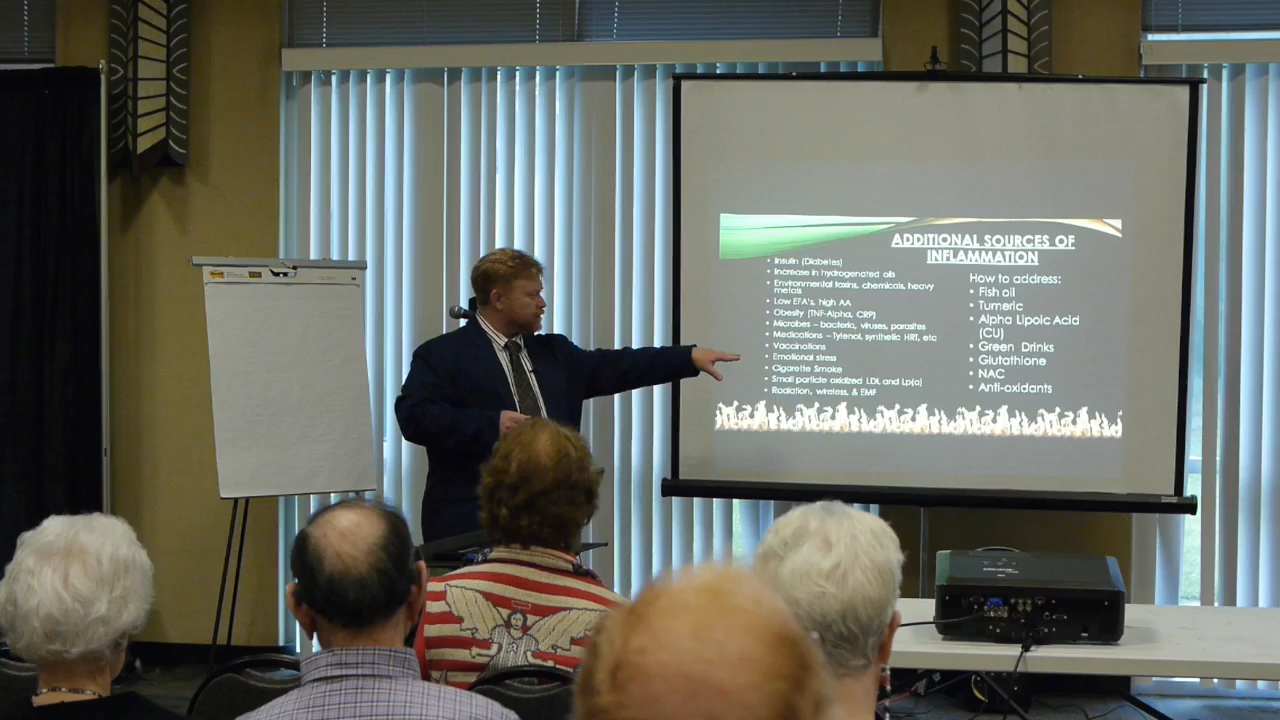 ADDITIONAL SOURCES OF
INFLAMMATION
• Insulin (Diabetes)
• Increase in hydrogenated oils
• Environmental toxins, chemicals, heavy
metals
• Low EFA's, high AA
• Obesity (TNF-Alpha, CRP)
• Microbes – bacteria, viruses, parasites
• Medications – Tylenol, synthetic HRT, etc
• Vaccinations
• Emotional stress
• Cigarette Smoke
• Small particle oxidized LDL and Lp(a)
• Radiation, wireless, & EMF
How to address:
• Fish oil
• Tumeric
• Alpha Lipoic Acid
(CU)
• Green Drinks
• Glutathione
• NAC
• Anti-oxidants